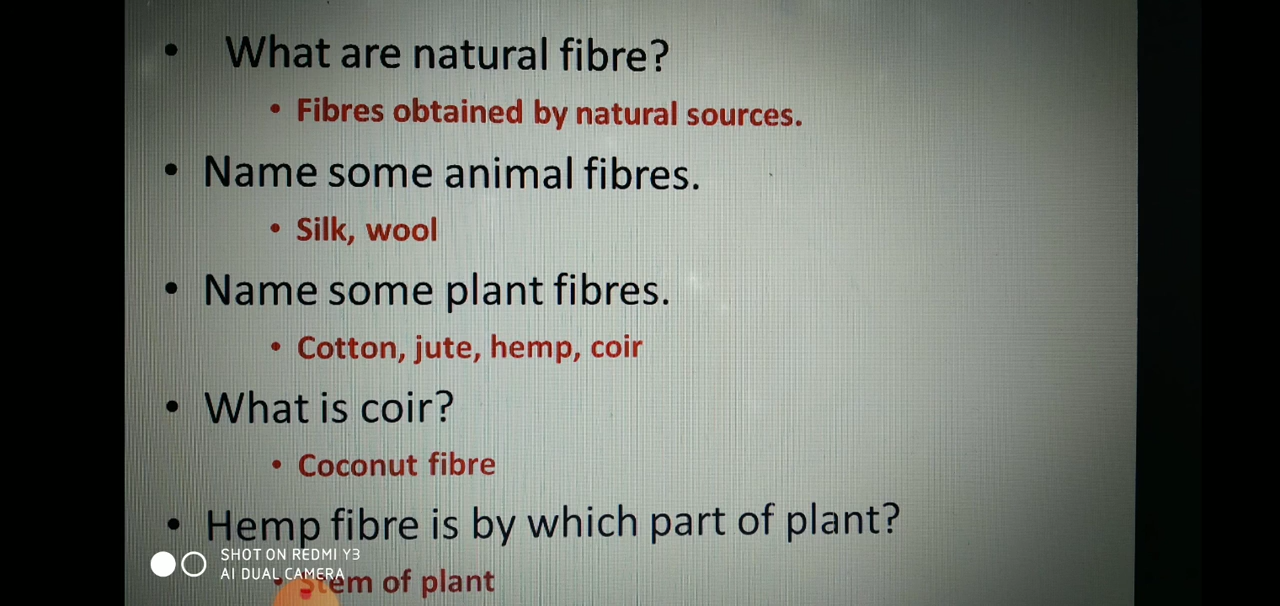 • What are natural fibre?
• Fibres obtained by natural sources.
• Name some animal fibres.
• Silk, wool
• Name some plant fibres.
• Cotton, jute, hemp, coir
• What is coir?
• Coconut fibre
• Hemp fibre is by which part of plant?
SHOT ON REDMI Y3
AI DUAL CAMERA
• Stem of plant